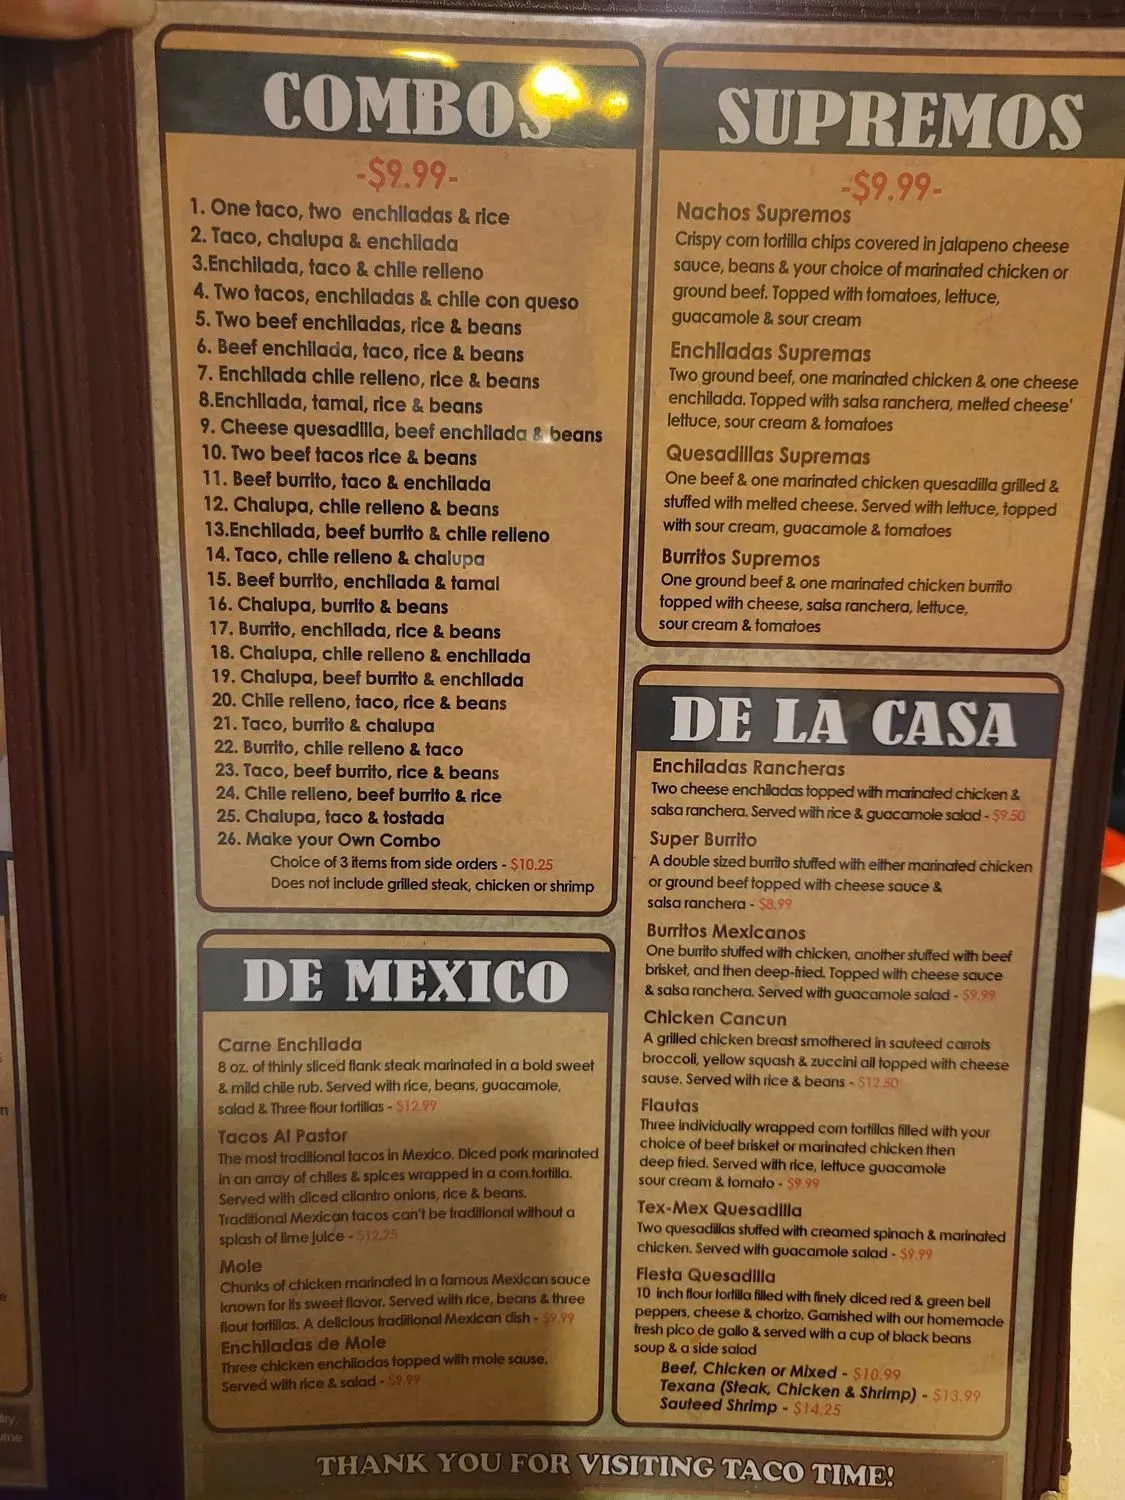 COMBOS
-$9.99-
1. One taco, two enchiladas & rice
2. Taco, chalupa & enchilada
3.Enchilada, taco & chile relleno
4. Two tacos, enchiladas & chile con queso
5. Two beef enchiladas, rice & beans
6. Beef enchilada, taco, rice & beans
7. Enchilada chile relleno, rice & beans
8.Enchilada, tamal, rice & beans
9. Cheese quesadilla, beef enchilada & beans
10. Two beef tacos rice & beans
11. Beef burrito, taco & enchilada
12. Chalupa, chile relleno & beans
13.Enchilada, beef burrito & chile relleno
14. Taco, chile relleno & chalupa
15. Beef burrito, enchilada & tamal
16. Chalupa, burrito & beans
17. Burrito, enchilada, rice & beans
18. Chalupa, chile relleno & enchilada
19. Chalupa, beef burrito & enchilada
20. Chile relleno, taco, rice & beans
21. Taco, burrito & chalupa
22. Burrito, chile relleno & taco
23. Taco, beef burrito, rice & beans
24. Chile relleno, beef burrito & rice
25. Chalupa, taco & tostada
26. Make your Own Combo
Choice of 3 items from side orders - $10.25
Does not include grilled steak, chicken or shrimp
DE MEXICO
Carne Enchilada
8 oz. of thinly sliced flank steak marinated in a bold sweet
& mild chile rub. Served with rice, beans, guacamole,
salad & Three flour tortillas - $12.99
Tacos Al Pastor
The most traditional tacos in Mexico. Diced pork marinated
in an array of chiles & spices wrapped in a corn.tortilla.
Served with diced cilantro onions, rice & beans.
Traditional Mexican tacos can't be traditional without a
splash of lime juice - $12.25
Mole
Chunks of chicken marinated in a famous Mexican sauce
known for its sweet flavor. Served with rice, beans & three
flour tortillas. A delicious traditional Mexican dish - $9.99
Enchiladas de Mole
Three chicken enchiladas topped with mole sause.
Served with rice & salad - $9.99
SUPREMOS
-$9.99-
Nachos Supremos
Crispy corn tortilla chips covered in jalapeno cheese
sauce, beans & your choice of marinated chicken or
ground beef. Topped with tomatoes, lettuce,
guacamole & sour cream
Enchiladas Supremas
Two ground beef, one marinated chicken & one cheese
enchilada. Topped with salsa ranchera, melted cheese'
lettuce, sour cream & tomatoes
Quesadillas Supremas
One beef & one marinated chicken quesadilla grilled &
stuffed with melted cheese. Served with lettuce, topped
with sour cream, guacamole & tomatoes
Burritos Supremos
One ground beef & one marinated chicken burrito
topped with cheese, salsa ranchera, lettuce,
sour cream & tomatoes
DE LA CASA
Enchiladas Rancheras
Two cheese enchiladas topped with marinated chicken &
salsa ranchera. Served with rice & guacamole salad - $9.50
Super Burrito
A double sized burrito stuffed with either marinated chicken
or ground beef topped with cheese sauce &
salsa ranchera - $8.99
Burritos Mexicanos
One burrito stuffed with chicken, another stuffed with beef
brisket, and then deep-fried. Topped with cheese sauce
& salsa ranchera. Served with guacamole salad - $9.99
Chicken Cancun
A grilled chicken breast smothered in sauteed carrots
broccoli, yellow squash & zuccini all topped with cheese
sause. Served with rice & beans - $12.50
Flautas
Three individually wrapped corn tortillas filled with your
choice of beef brisket or marinated chicken then
deep fried. Served with rice, lettuce guacamole
sour cream & tomato - $9.99
Tex-Mex Quesadilla
Two quesadillas stuffed with creamed spinach & marinated
chicken. Served with guacamole salad - $9.99
Fiesta Quesadilla
10 inch flour tortilla filled with finely diced red & green bell
peppers, cheese & chorizo. Garnished with our homemade
fresh pico de gallo & served with a cup of black beans
soup & a side salad
Beef, Chicken or Mixed - $10.99
Texana (Steak, Chicken & Shrimp) - $13.99
Sauteed Shrimp - $14.25
THANK YOU FOR VISITING TACO TIME!